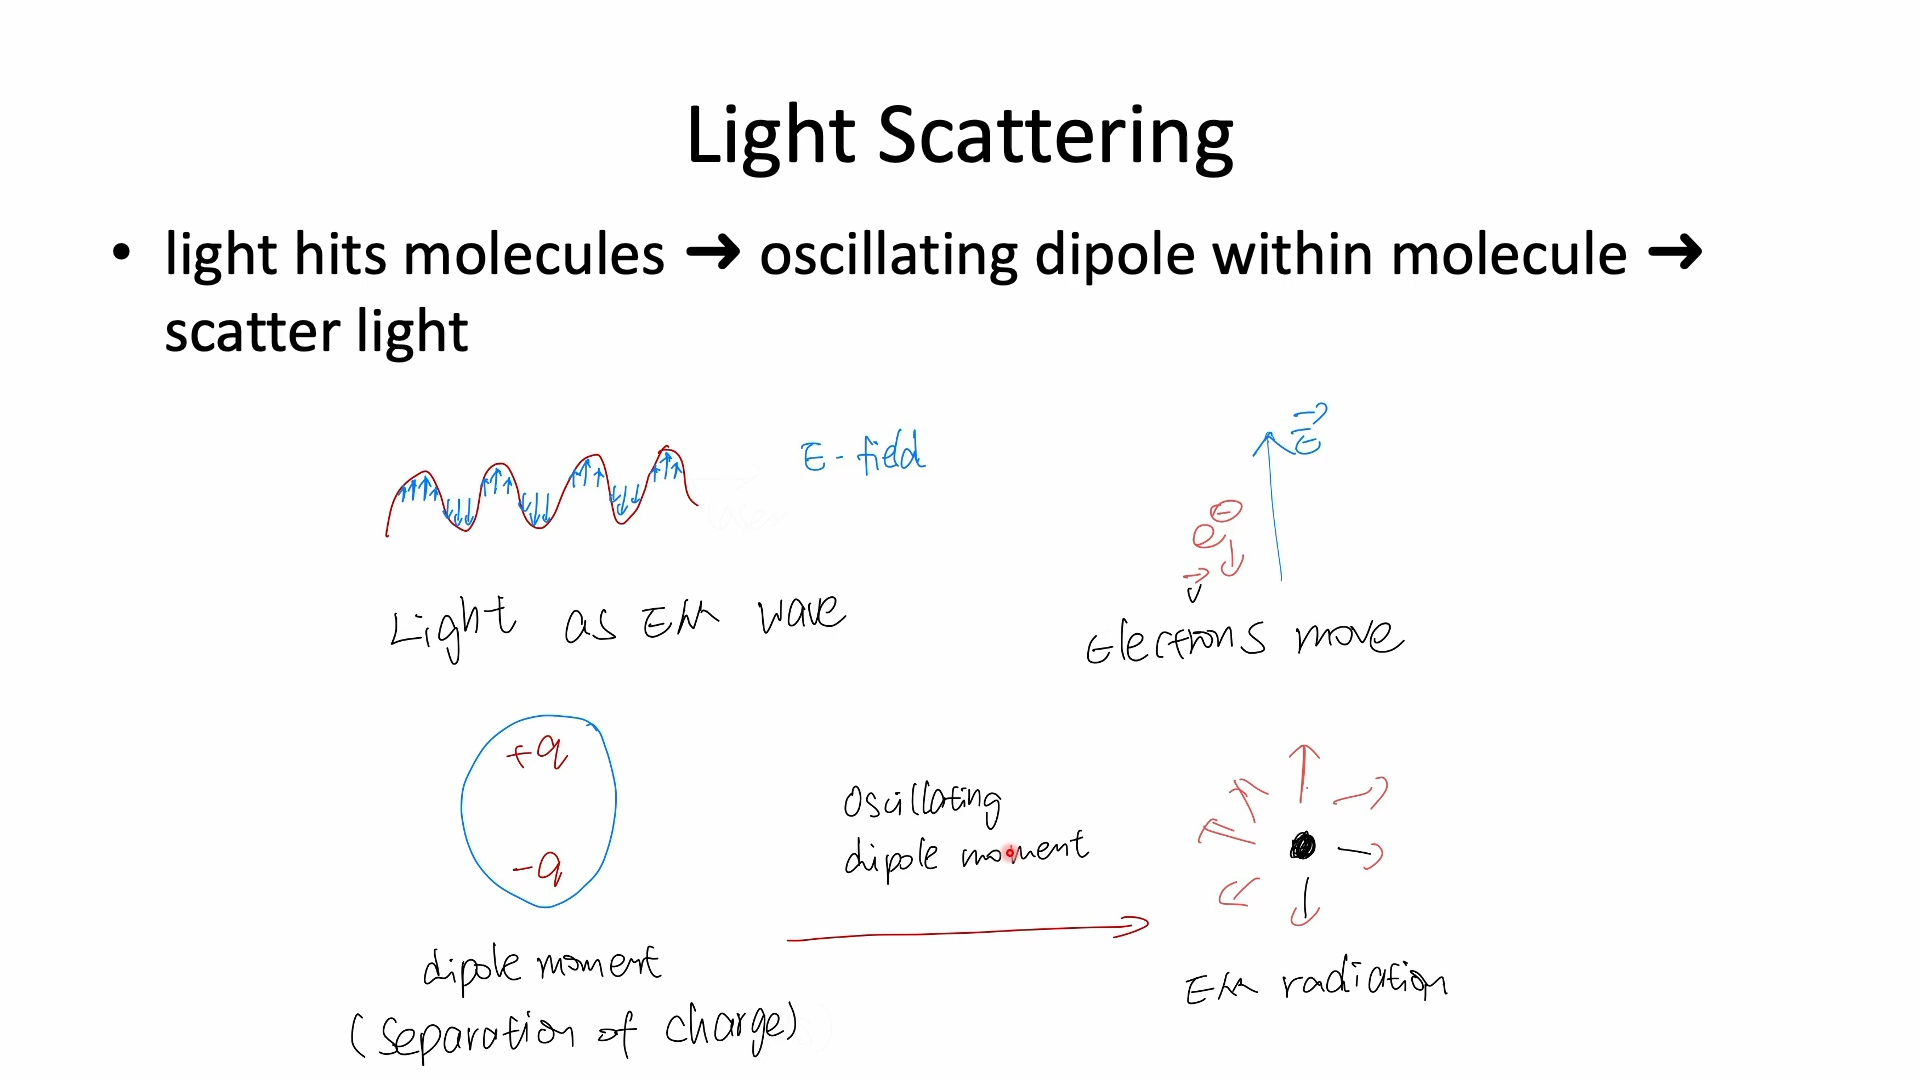 Light Scattering
• light hits molecules ➜ oscillating dipole within molecule ➜
scatter light
E - field
E
e -
v
Light as EM wave
Electrons move
+q
-q
Oscillating
dipole moment
dipole moment
(separation of charge)
EM radiation